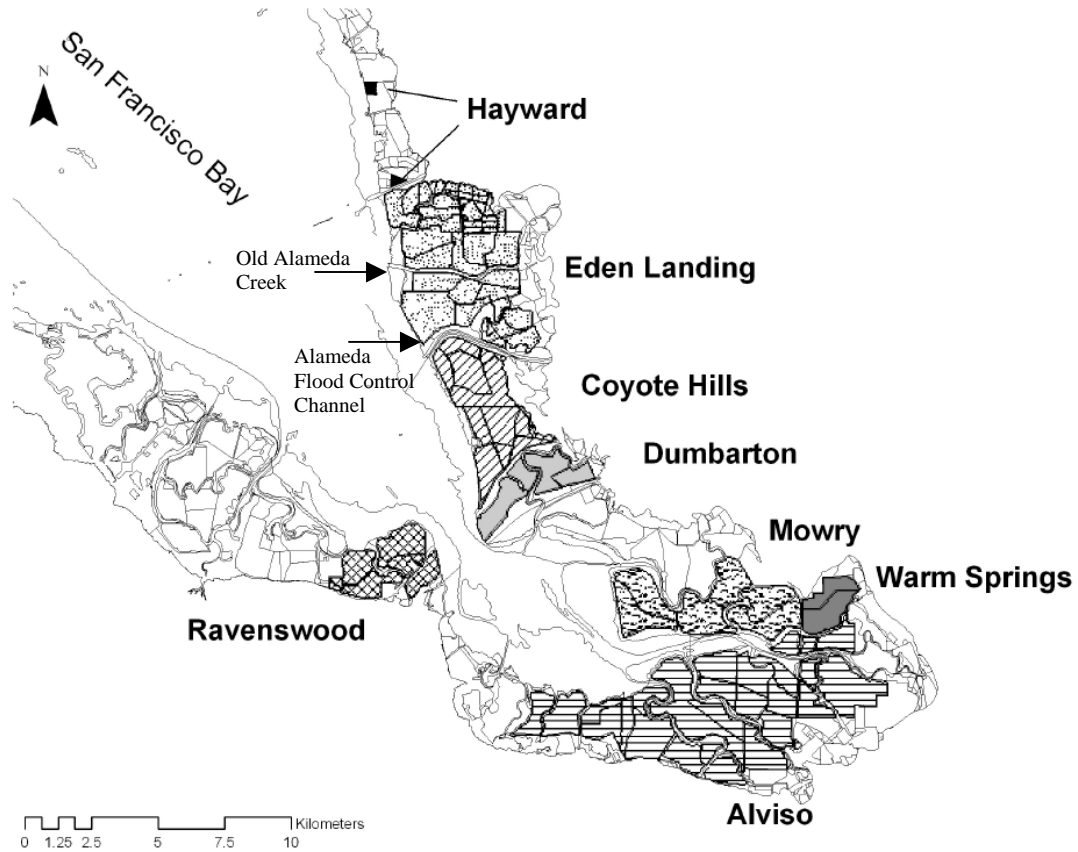 San Francisco Bay
N
Hayward
Old Alameda
Creek
Eden Landing
Alameda
Flood Control
Channel
Coyote Hills
Dumbarton
Mowry
Warm Springs
Ravenswood
Alviso
Kilometers
0 1.25 2.5 5 7.5 10